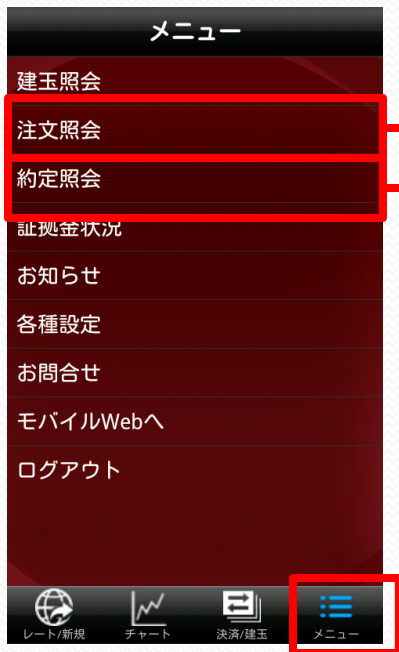 メニュー
建玉照会
注文照会
約定照会
証拠金状況
お知らせ
各種設定
お問合せ
モバイルWebへ
ログアウト
レート/新規 チャート 決済/建玉 メニュー